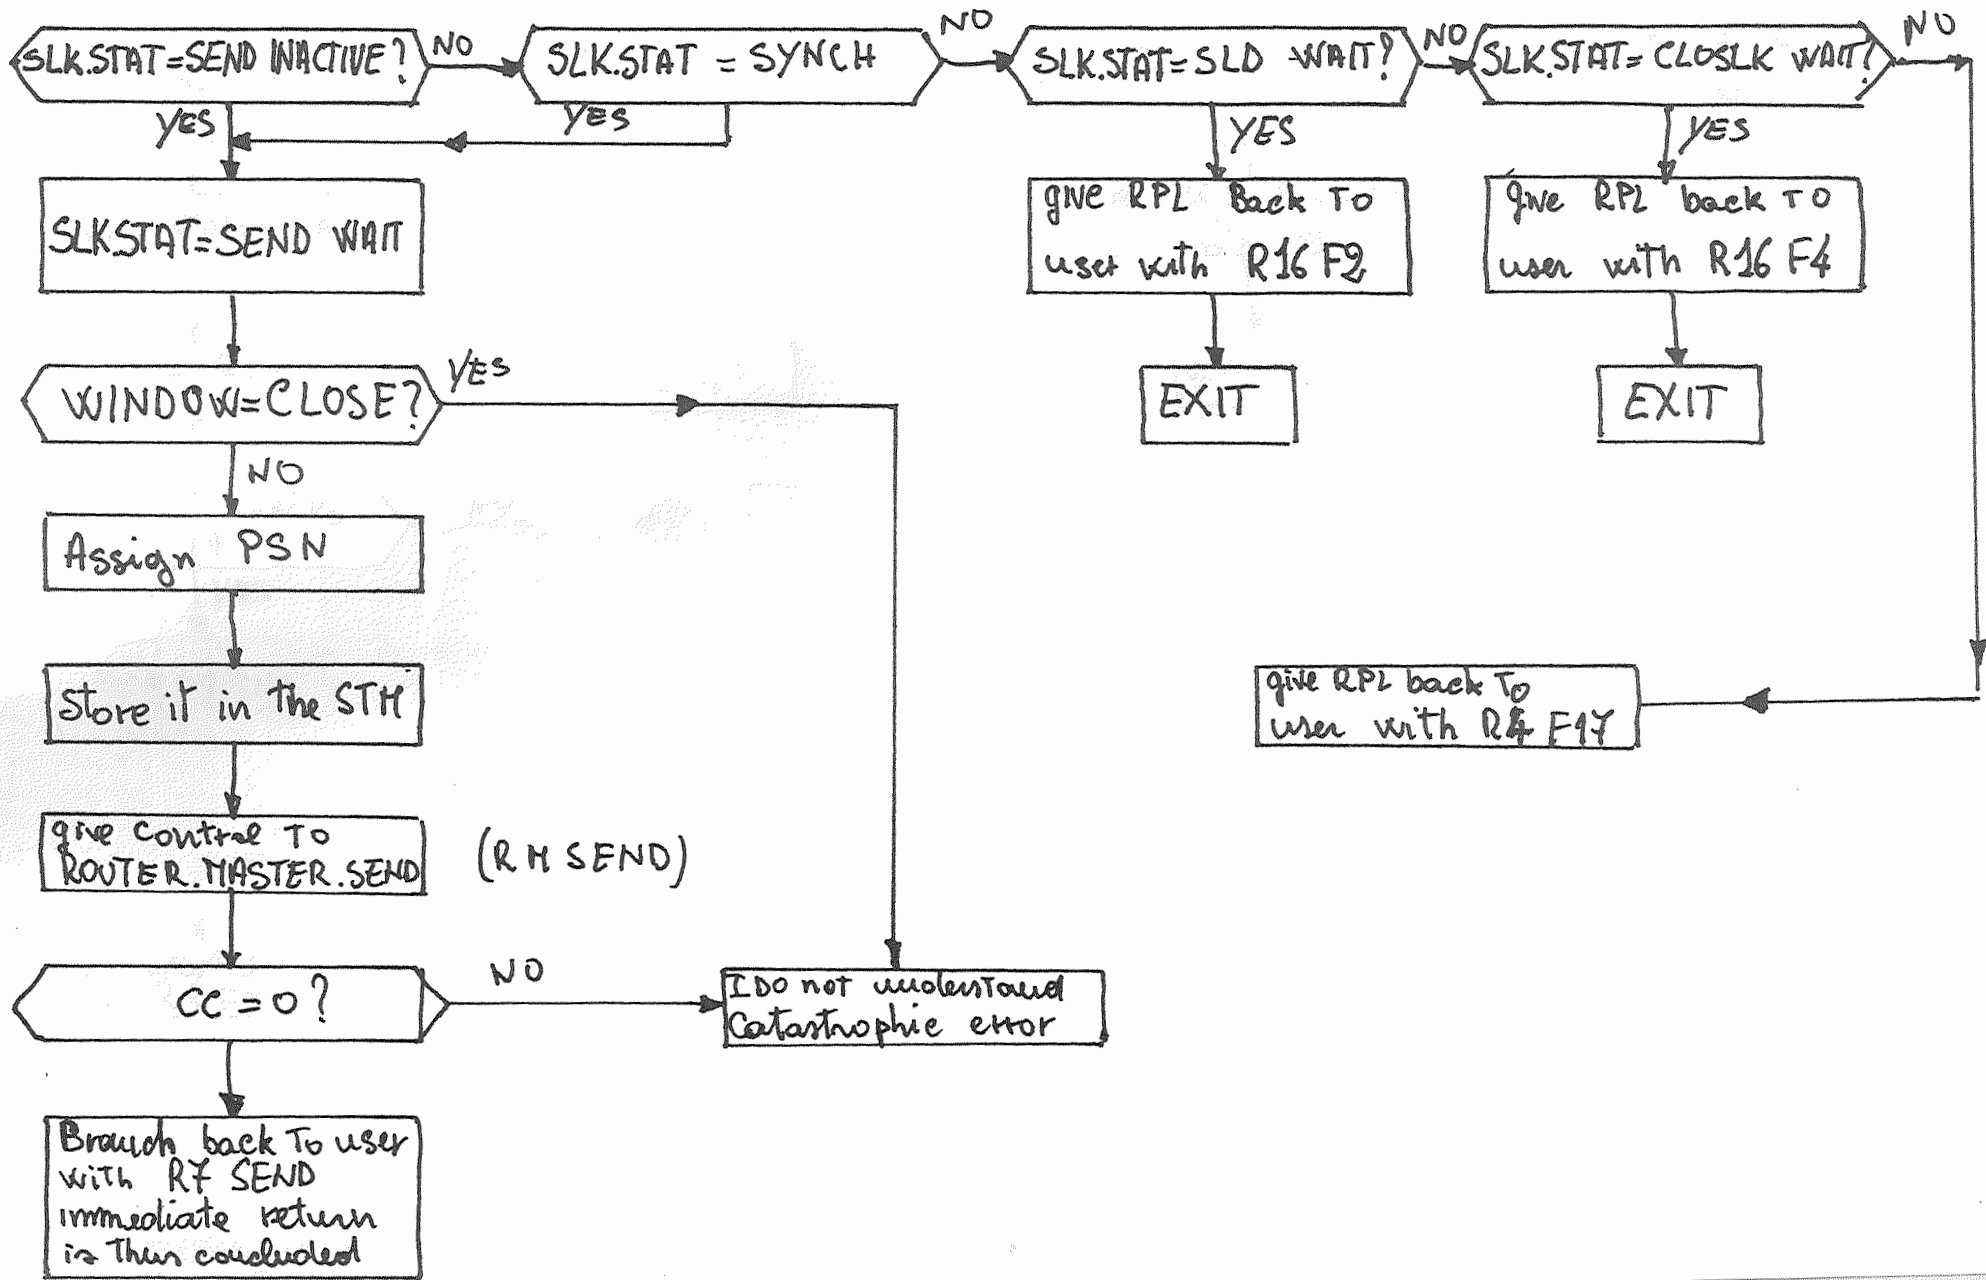 SLK.STAT=SEND INACTIVE?
NO
SLK.STAT = SYNCH
NO
SLK.STAT=SLD WAIT?
NO
SLK.STAT=CLOSLK WAIT?
NO
YES
YES
YES
YES
SLK.STAT=SEND WAIT
give RPL Back To
user with R16 F2
give RPL back TO
user with R16 F4
WINDOW=CLOSE?
YES
EXIT
EXIT
NO
Assign PSN
Store it in the STM
give RPL back To
user with R4 F17
give control TO
ROUTER.MASTER.SEND
(RM SEND)
CC=0?
NO
I DO not understand
Catastrophic error
Branch back To user
with R7 SEND
immediate return
is Thus concluded